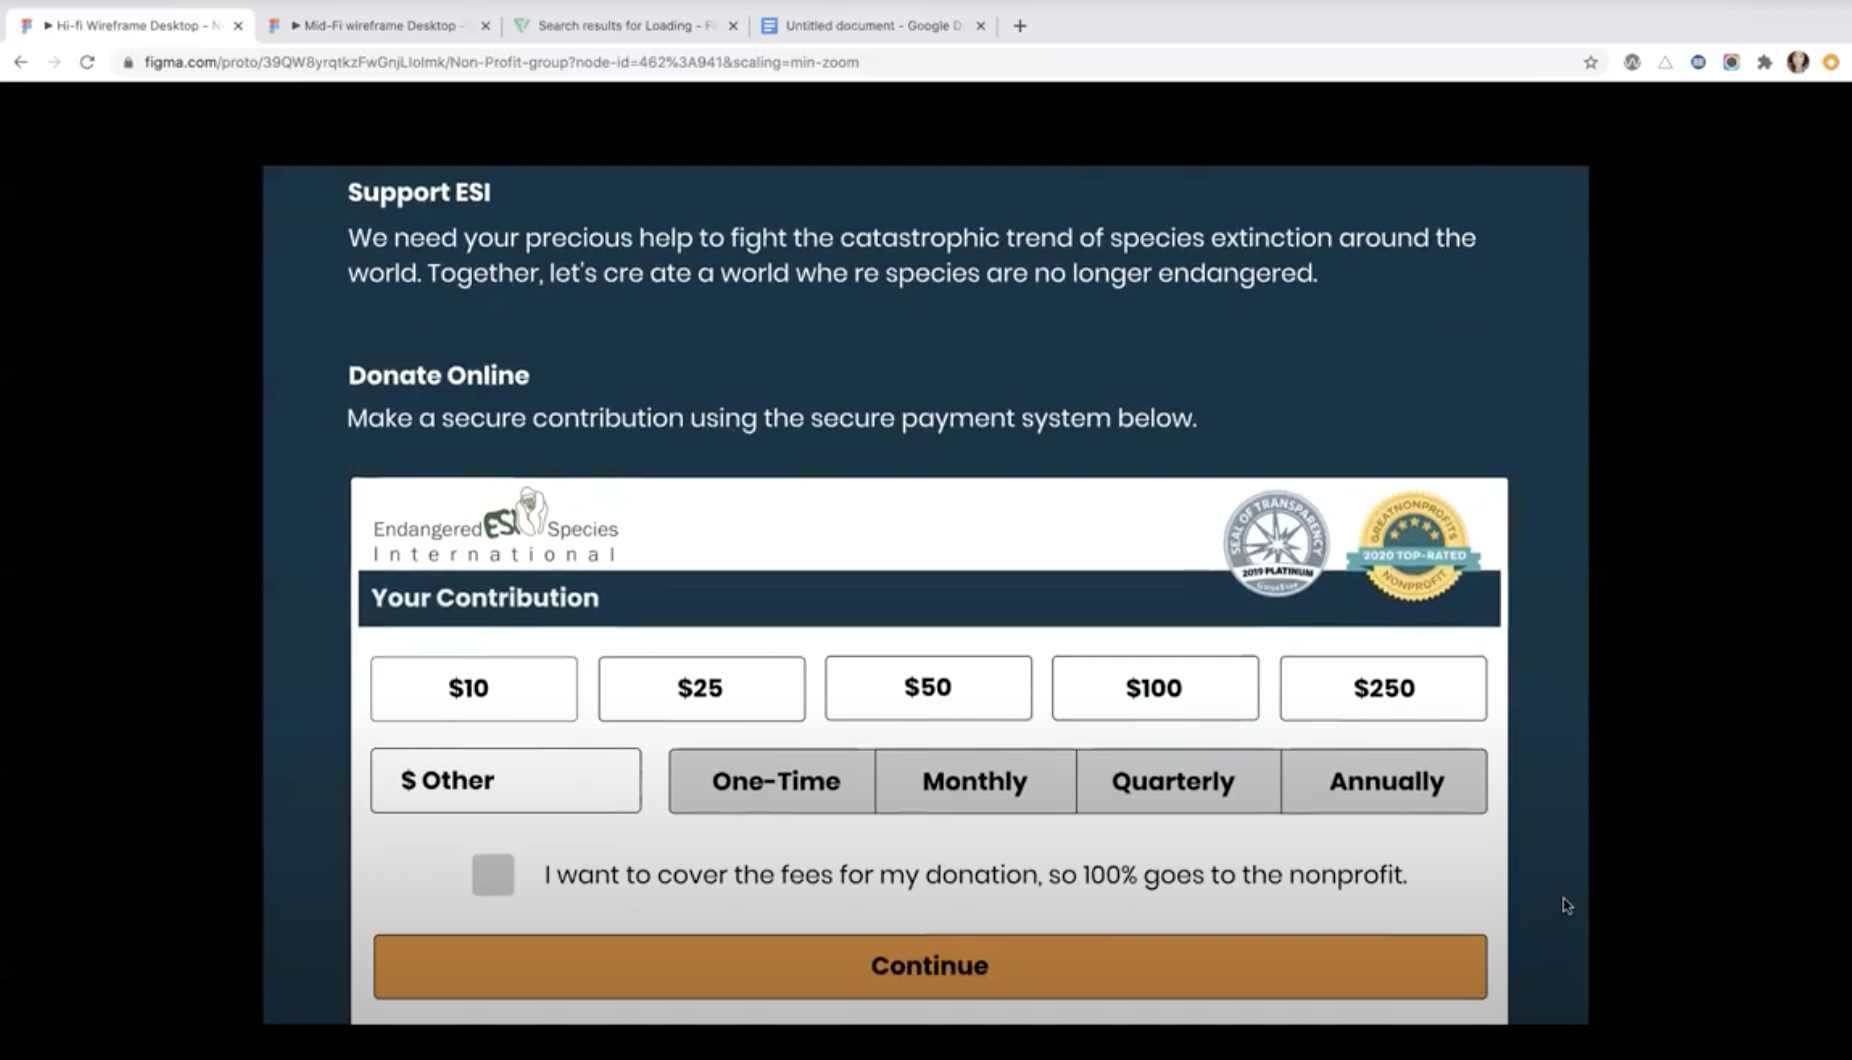 Hi-fi Wireframe Desktop - N
Mid-Fi wireframe Desktop -
Search results for Loading - Fl
Untitled document - Google D
figma.com/proto/39QW8yrqtkzFwGnjLIoImk/Non-Profit-group?node-id=462%3A941&scaling=min-zoom
Support ESI
We need your precious help to fight the catastrophic trend of species extinction around the
world. Together, let's cre ate a world whe re species are no longer endangered.
Donate Online
Make a secure contribution using the secure payment system below.
Endangered ESI Species
International
SEAL OF TRANSPARENCY
2019 PLATINUM
GuideStar
GREATNONPROFITS
2020 TOP-RATED
NONPROFIT
Your Contribution
$10
$25
$50
$100
$250
$ Other
One-Time
Monthly
Quarterly
Annually
I want to cover the fees for my donation, so 100% goes to the nonprofit.
Continue